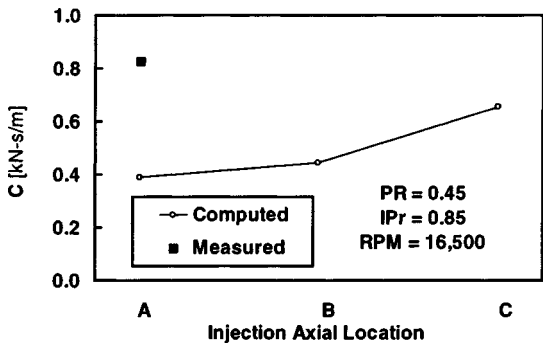 1.0
0.8
0.6
0.4
0.2
0.0
C [kN-s/m]
Computed
Measured
PR = 0.45
IPr = 0.85
RPM = 16,500
A B C
Injection Axial Location